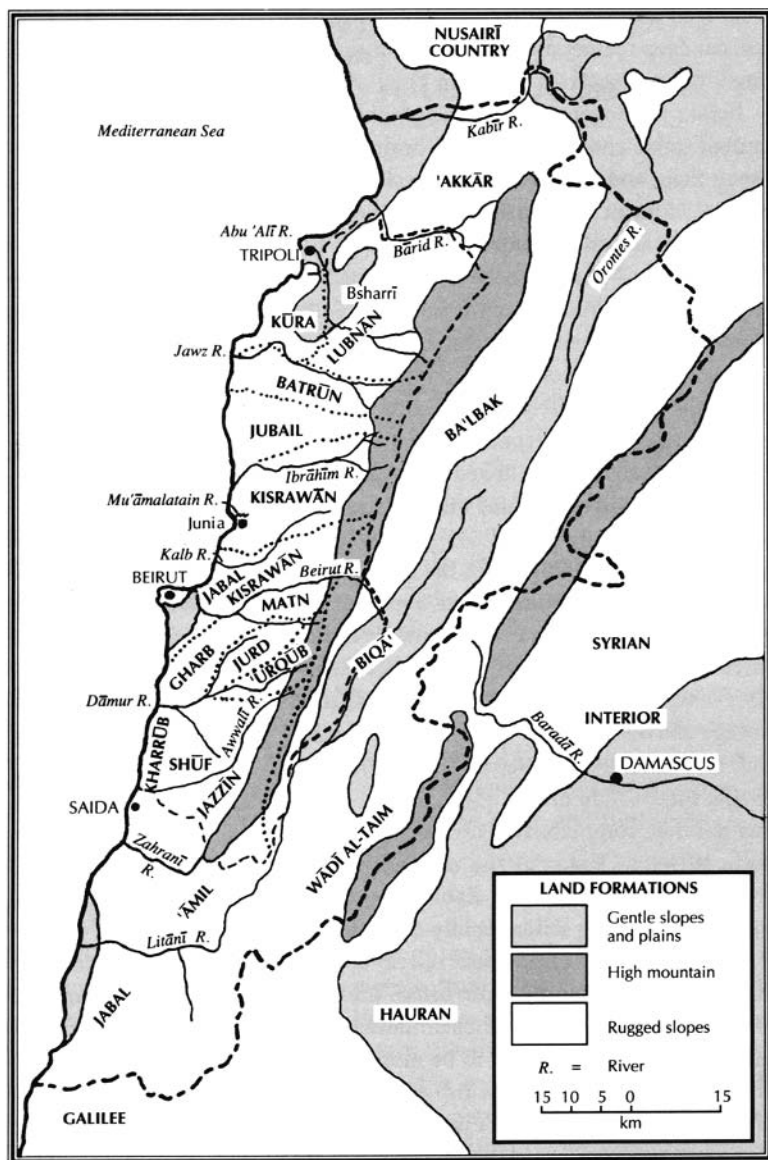 NUSAIRĪ
COUNTRY
Kabīr R.
Mediterranean Sea
'AKKĀR
Abu 'Alī R.
TRIPOLI
Bārid R.
Orontes R.
Bsharrī
KŪRA
LUBNĀN
Jawz R.
BATRŪN
BA'LBAK
JUBAIL
Ibrāhīm R.
Mu'āmalatain R.
KISRAWĀN
Junia
Kalb R.
JABAL
KISRAWĀN
Beirut R.
BEIRUT
MATN
GHARB
JURD
'URQŪB
BIQĀ'
SYRIAN
INTERIOR
Dāmur R.
Awwalī R.
Baradā R.
DAMASCUS
KHARRŪB
SHŪF
JAZZĪN
SAIDA
Zahranī
R.
WĀDĪ AL-TAIM
'ĀMIL
Lītānī R.
JABAL
HAURAN
GALILEE
LAND FORMATIONS
Gentle slopes
and plains
High mountain
Rugged slopes
R. = River
15 10 5 0 15
km